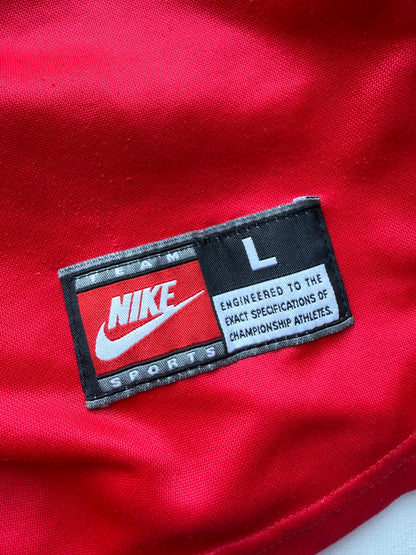 TEAM
NIKE
SPORTS
L
ENGINEERED TO THE
EXACT SPECIFICATIONS OF
CHAMPIONSHIP ATHLETES.